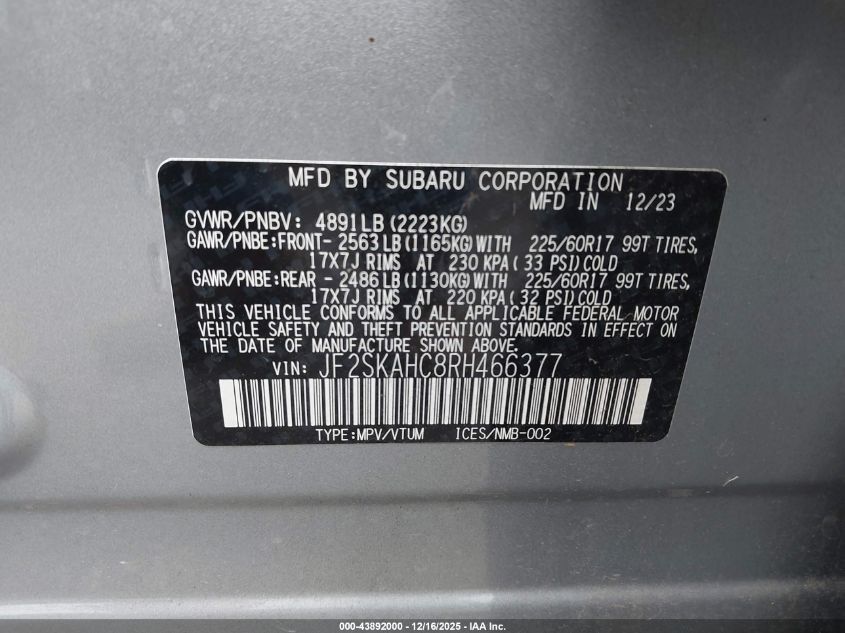 MFD BY SUBARU CORPORATION
MFD IN 12/23
GVWR/PNBV: 4891LB(2223KG)
GAWR/PNBE:FRONT- 2563LB(1165KG)WITH 225/60R17 99T TIRES,
17X7J RIMS AT 230 KPA(33 PSI)COLD
GAWR/PNBE:REAR - 2486LB(1130KG)WITH 225/60R17 99T TIRES,
17X7J RIMS AT 220 KPA(32 PSI)COLD
THIS VEHICLE CONFORMS TO ALL APPLICABLE FEDERAL MOTOR
VEHICLE SAFETY AND THEFT PREVENTION STANDARDS IN EFFECT ON
THE DATE OF MANUFACTURE SHOWN ABOVE.
VIN: JF2SKAHC8RH466377
TYPE:MPV/VTUM ICES/NMB-002
000-43892000 - 12/16/2025 - IAA Inc.